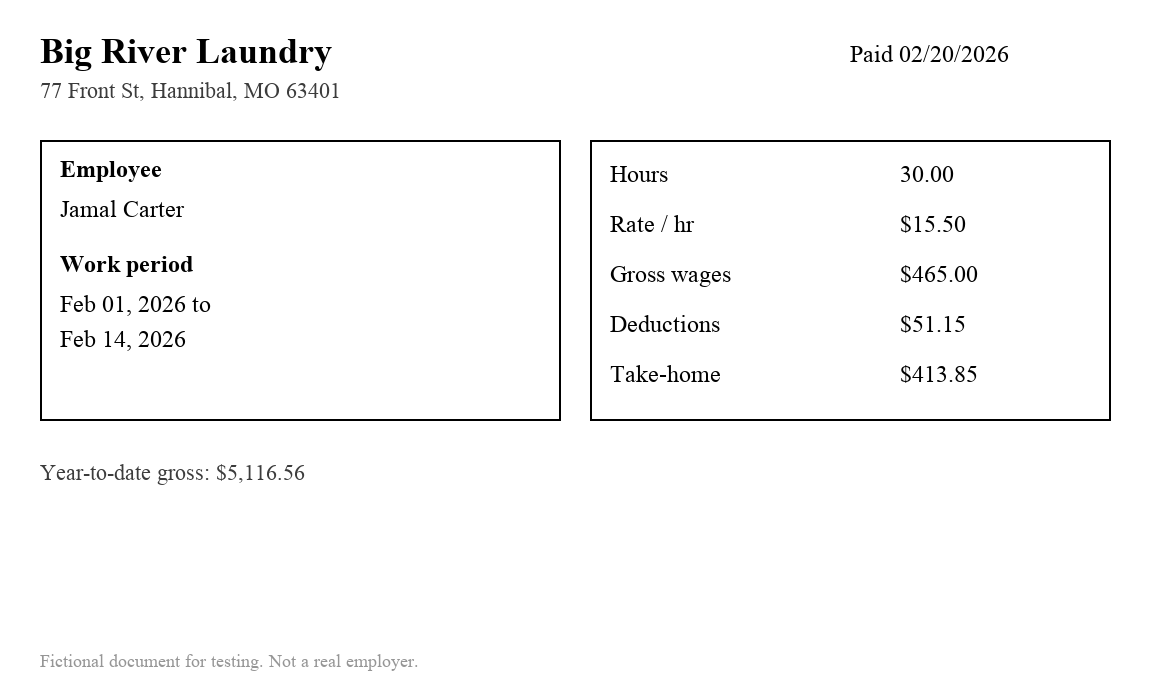 Big River Laundry
Paid 02/20/2026
77 Front St, Hannibal, MO 63401
Employee
Jamal Carter
Work period
Feb 01, 2026 to
Feb 14, 2026
Hours 30.00
Rate / hr $15.50
Gross wages $465.00
Deductions $51.15
Take-home $413.85
Year-to-date gross: $5,116.56
Fictional document for testing. Not a real employer.